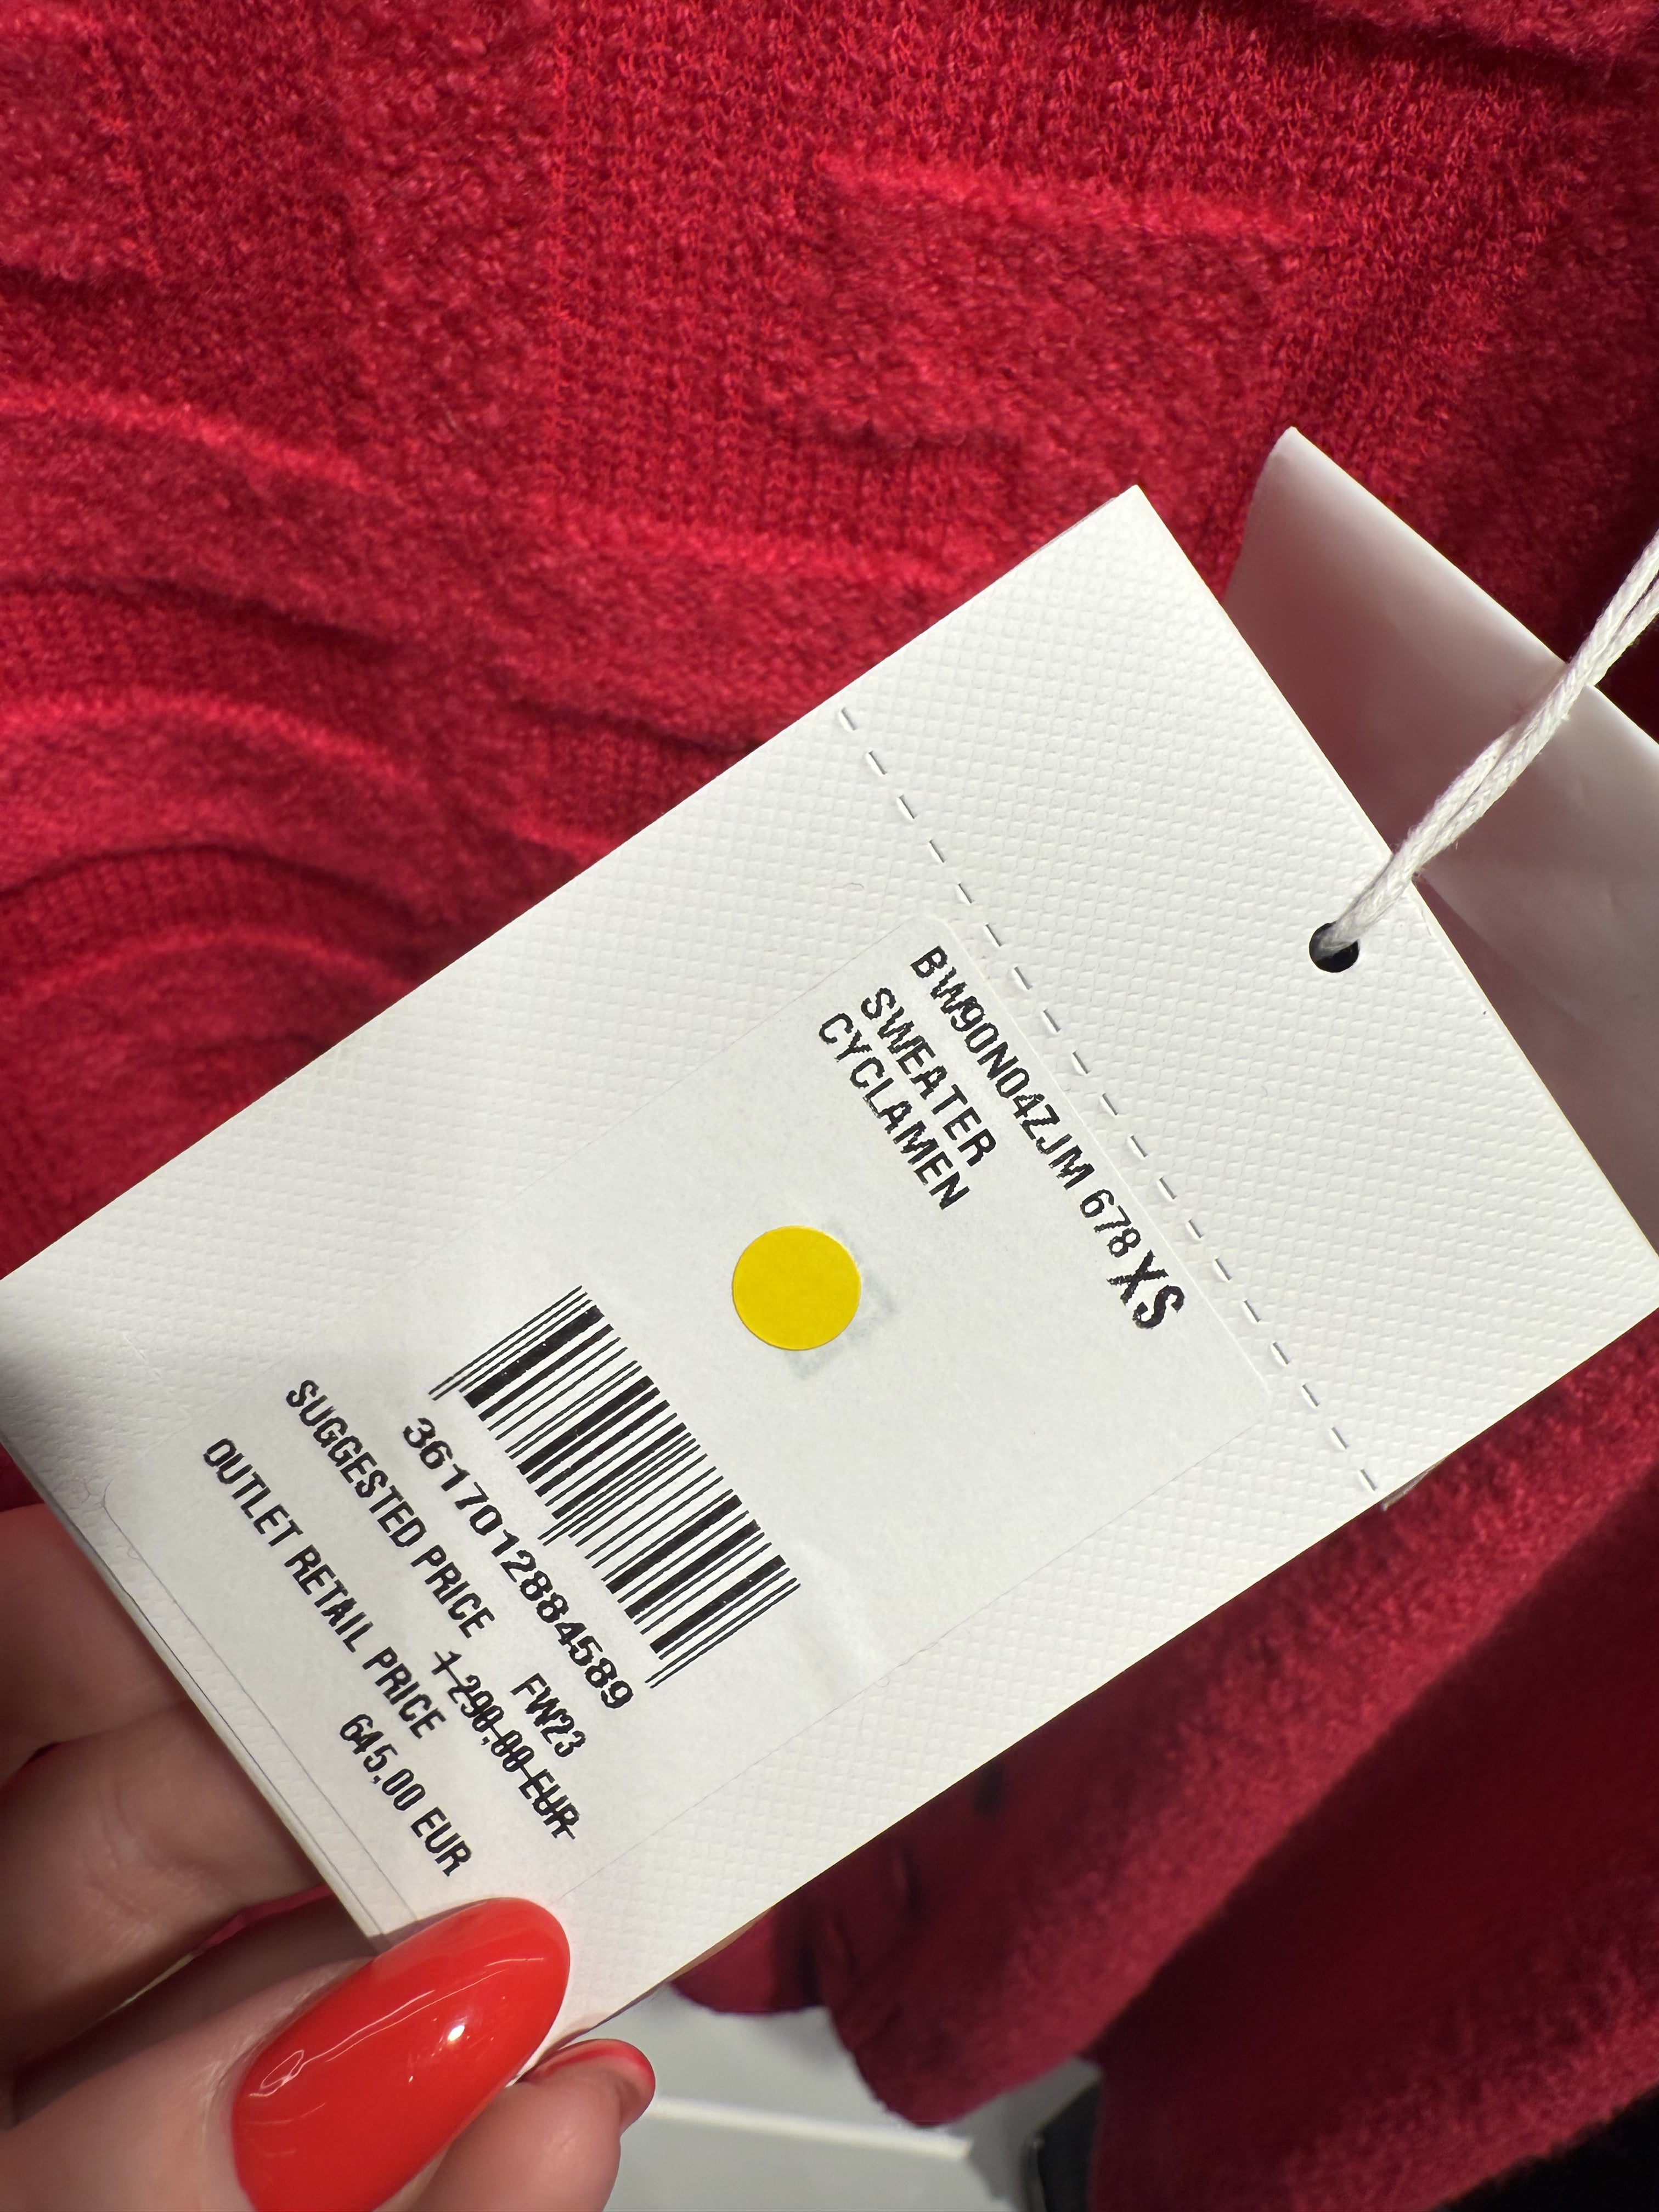 BW90N04ZJM 678 XS
SWEATER
CYCLAMEN
3617012884589
FW23
SUGGESTED PRICE 1 290,00 EUR
OUTLET RETAIL PRICE
645,00 EUR